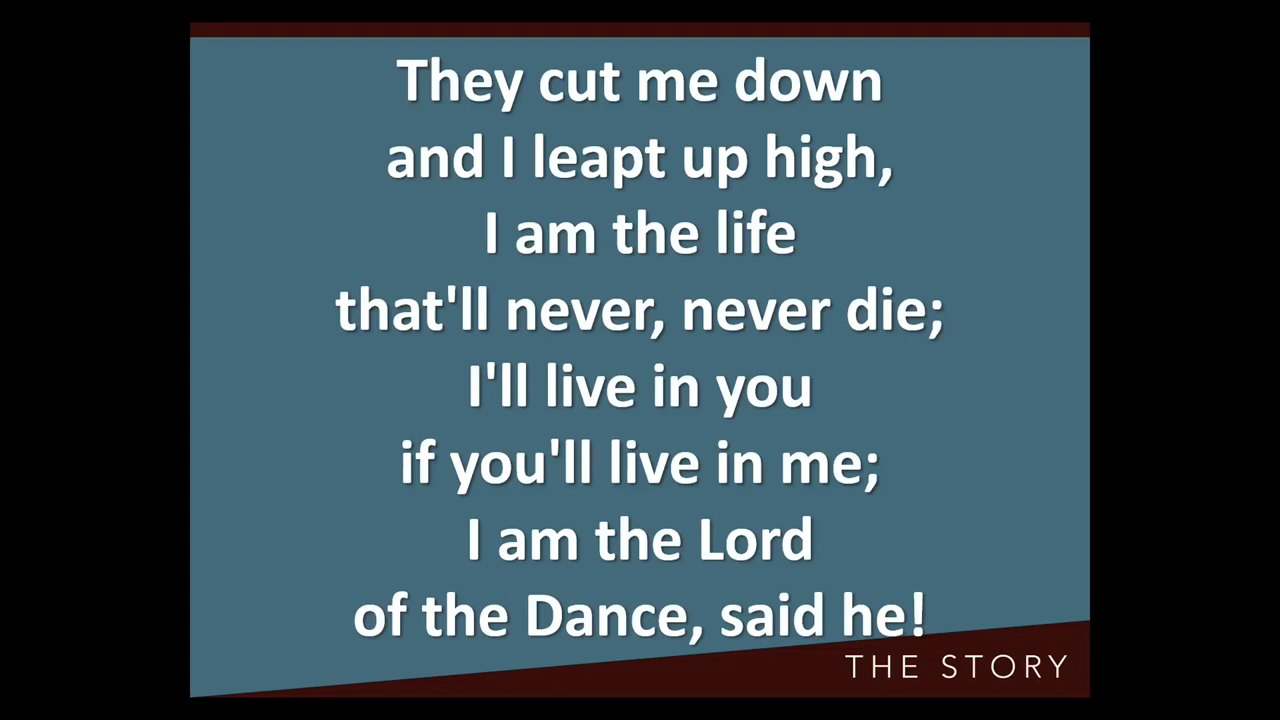 They cut me down
and I leapt up high,
I am the life
that'll never, never die;
I'll live in you
if you'll live in me;
I am the Lord
of the Dance, said he!
THE STORY